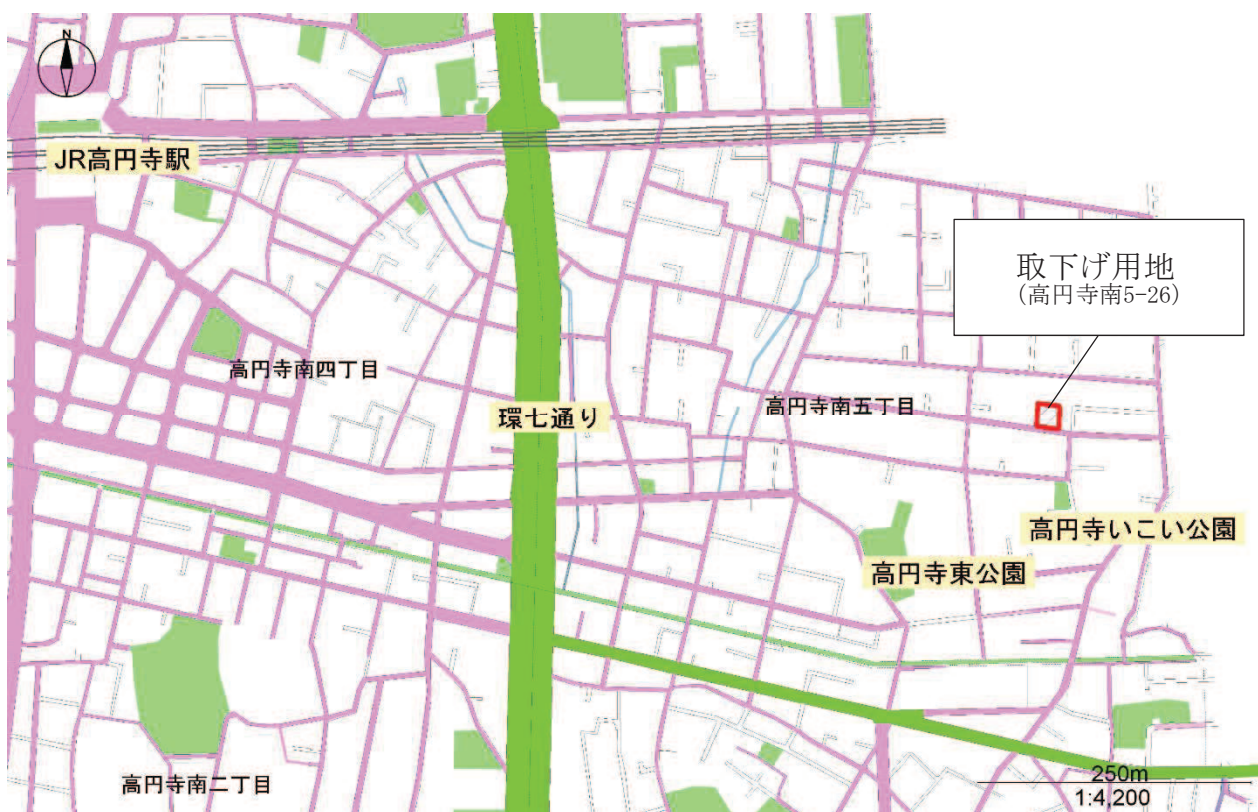 N
JR高円寺駅
取下げ用地
(高円寺南5-26)
高円寺南四丁目
高円寺南五丁目
環七通り
高円寺いこい公園
高円寺東公園
高円寺南二丁目
250m
1:4,200